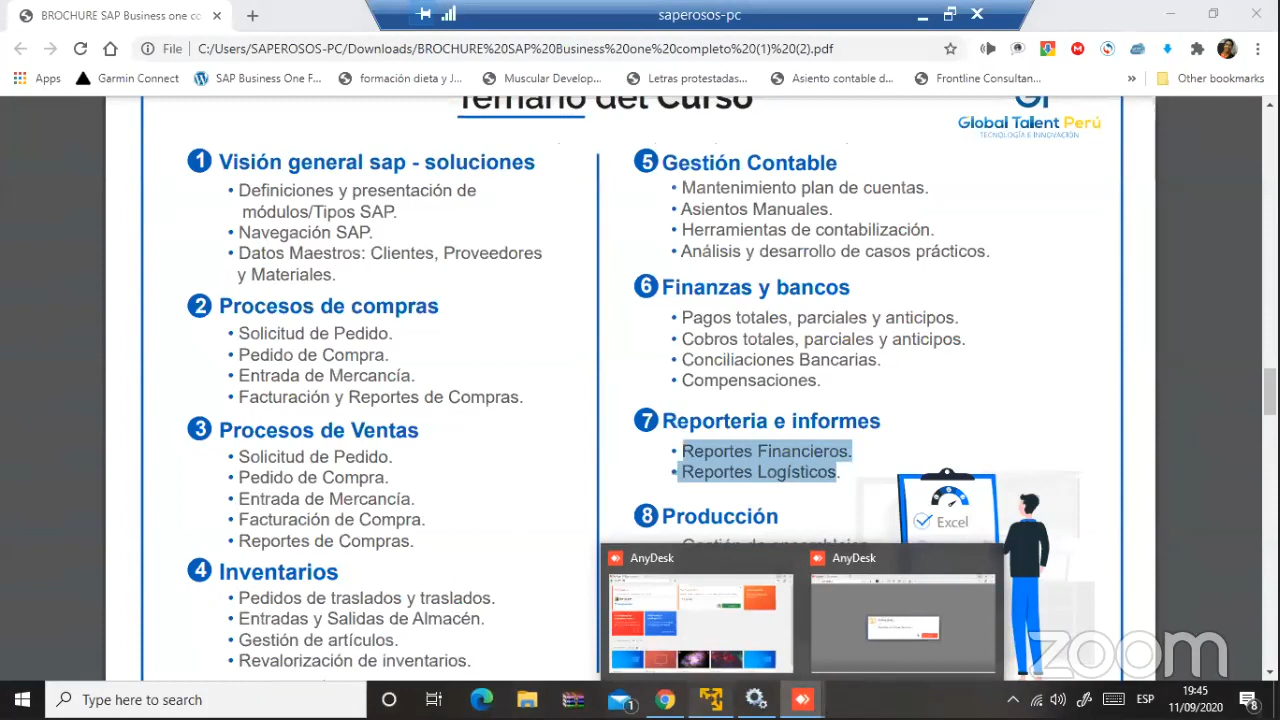 BROCHURE SAP Business one co
saperosos-pc
File
C:/Users/SAPEROSOS-PC/Downloads/BROCHURE%20SAP%20Business%20one%20completo%20(1)%20(2).pdf
Apps
Garmin Connect
SAP Business One F...
formación dieta y J...
Muscular Develop...
Letras protestadas...
Asiento contable d...
Frontline Consultan...
Other bookmarks
Temario del Curso
Global Talent Perú
TECNOLOGÍA E INNOVACIÓN
1 Visión general sap - soluciones
• Definiciones y presentación de
módulos/Tipos SAP.
• Navegación SAP.
• Datos Maestros: Clientes, Proveedores
y Materiales.
2 Procesos de compras
• Solicitud de Pedido.
• Pedido de Compra.
• Entrada de Mercancía.
• Facturación y Reportes de Compras.
3 Procesos de Ventas
• Solicitud de Pedido.
• Pedido de Compra.
• Entrada de Mercancía.
• Facturación de Compra.
• Reportes de Compras.
4 Inventarios
• Pedidos de traslados y traslados.
• Entradas y Salidas de Almacén.
• Gestión de artículos.
• Revalorización de inventarios.
5 Gestión Contable
• Mantenimiento plan de cuentas.
• Asientos Manuales.
• Herramientas de contabilización.
• Análisis y desarrollo de casos prácticos.
6 Finanzas y bancos
• Pagos totales, parciales y anticipos.
• Cobros totales, parciales y anticipos.
• Conciliaciones Bancarias.
• Compensaciones.
7 Reporteria e informes
• Reportes Financieros.
• Reportes Logísticos.
8 Producción
Excel
AnyDesk
AnyDesk
zoom
Type here to search
1
ESP
19:45
11/09/2020
8